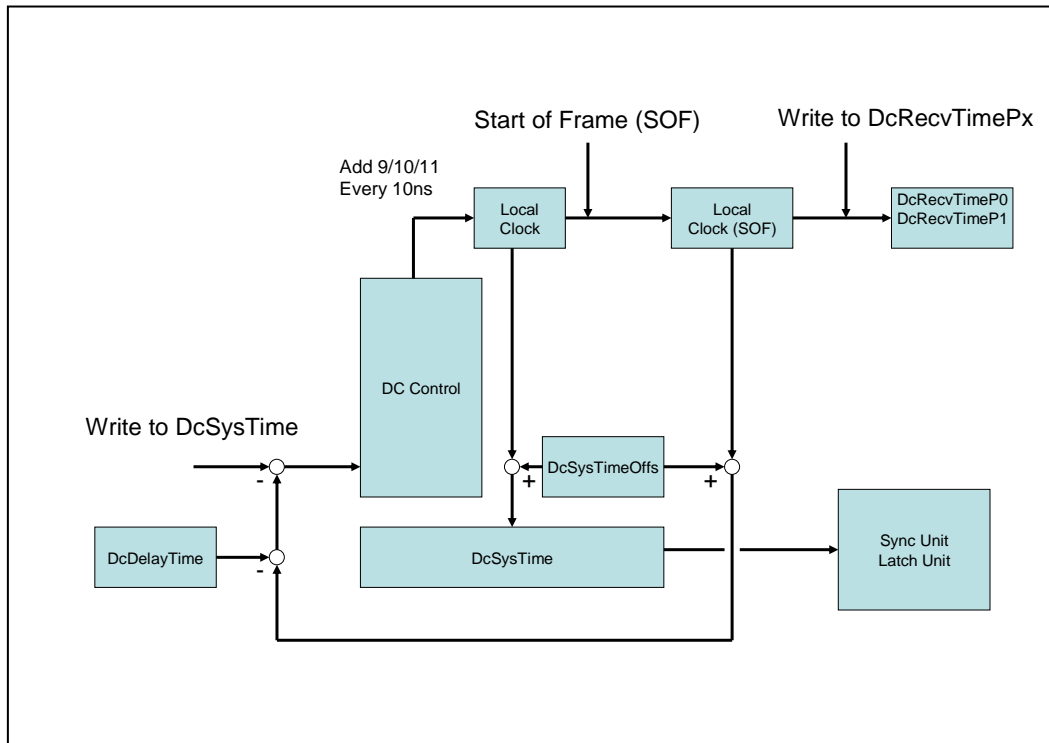 Start of Frame (SOF)
Write to DcRecvTimePx
Add 9/10/11
Every 10ns
Local
Clock
Local
Clock (SOF)
DcRecvTimeP0
DcRecvTimeP1
DC Control
Write to DcSysTime
-
DcSysTimeOffs
+
+
DcDelayTime
-
DcSysTime
Sync Unit
Latch Unit